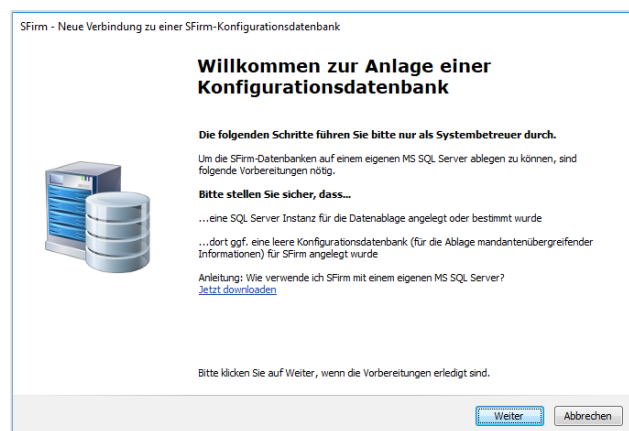 SFirm - Neue Verbindung zu einer SFirm-Konfigurationsdatenbank
Willkommen zur Anlage einer
Konfigurationsdatenbank
Die folgenden Schritte führen Sie bitte nur als Systembetreuer durch.
Um die SFirm-Datenbanken auf einem eigenen MS SQL Server ablegen zu können, sind
folgende Vorbereitungen nötig.
Bitte stellen Sie sicher, dass...
...eine SQL Server Instanz für die Datenablage angelegt oder bestimmt wurde
...dort ggf. eine leere Konfigurationsdatenbank (für die Ablage mandantenübergreifender
Informationen) für SFirm angelegt wurde
Anleitung: Wie verwende ich SFirm mit einem eigenen MS SQL Server?
Jetzt downloaden
Bitte klicken Sie auf Weiter, wenn die Vorbereitungen erledigt sind.
Weiter Abbrechen